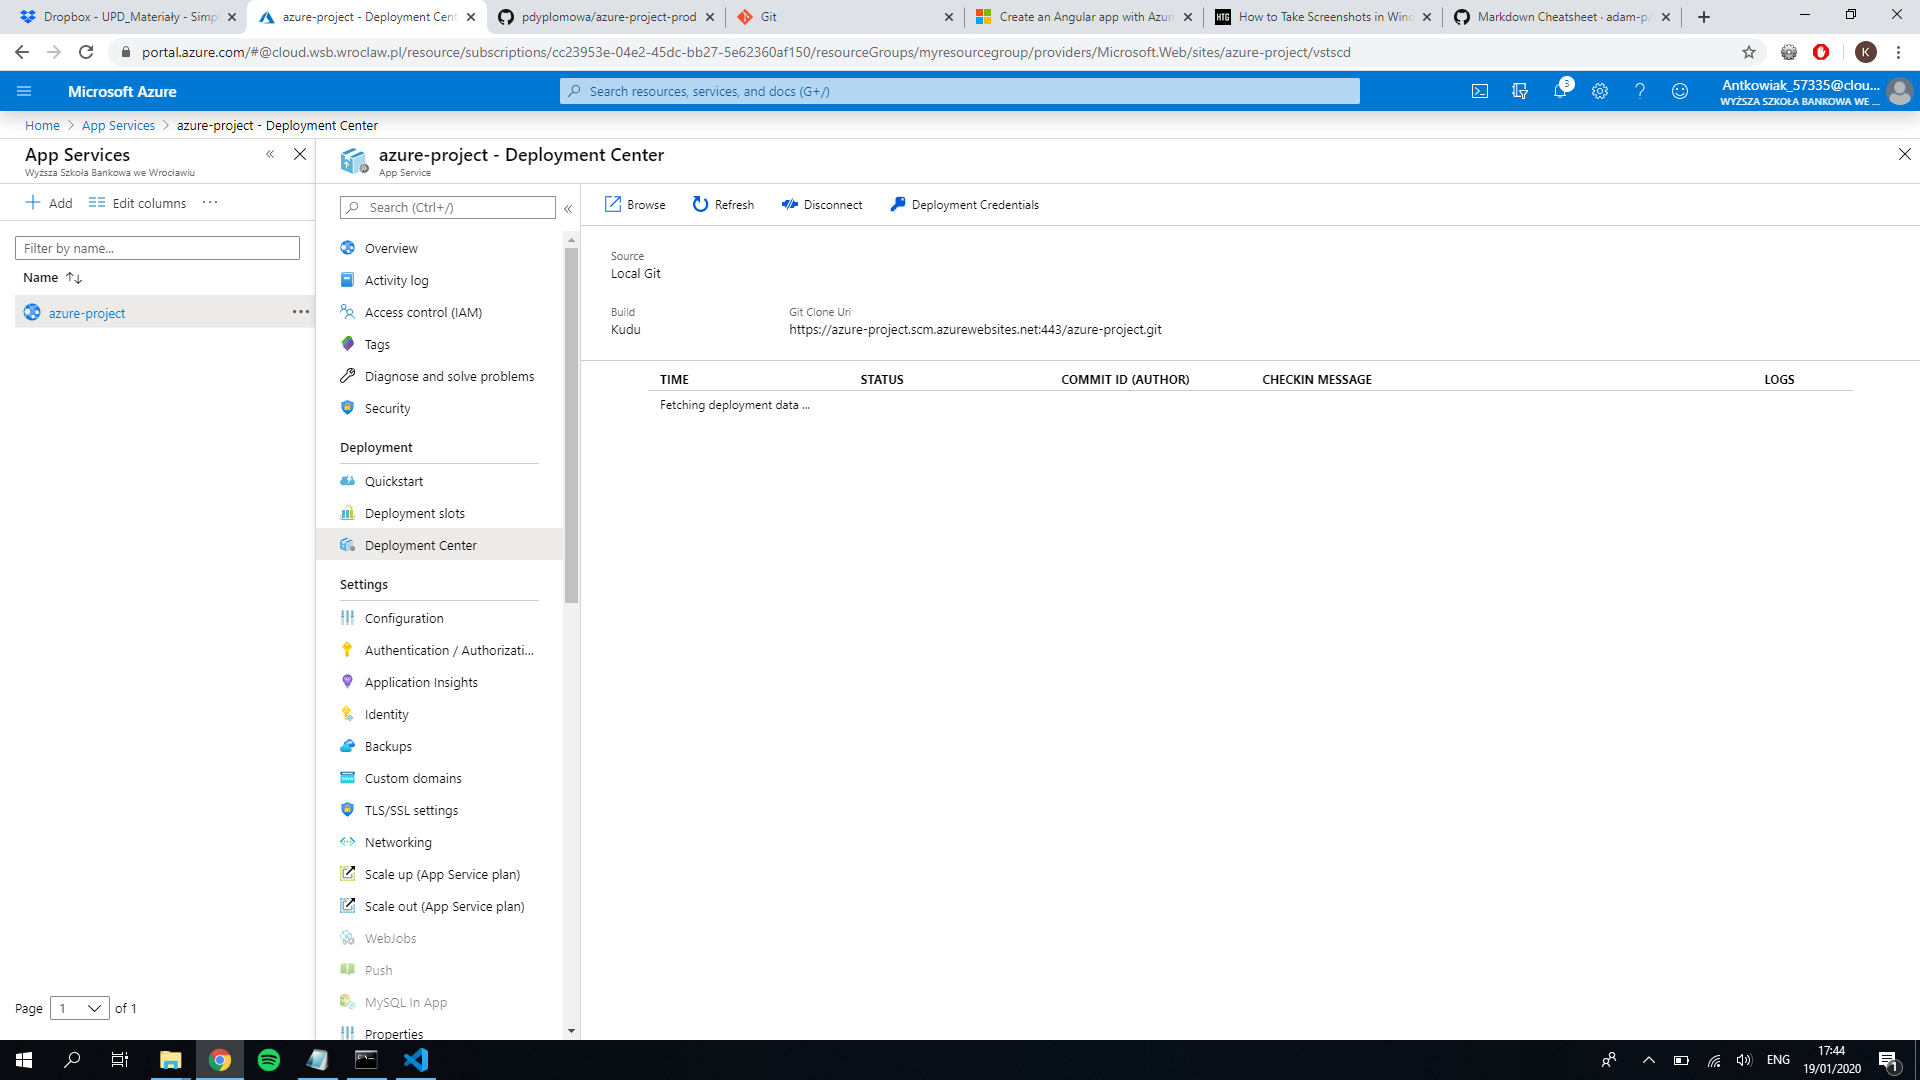 Dropbox - UPD_Materiały - Simpl
azure-project - Deployment Cent
pdyplomowa/azure-project-prod
Git
Create an Angular app with Azure
How to Take Screenshots in Wind
Markdown Cheatsheet · adam-p/
portal.azure.com/#@cloud.wsb.wroclaw.pl/resource/subscriptions/cc23953e-04e2-45dc-bb27-5e62360af150/resourceGroups/myresourcegroup/providers/Microsoft.Web/sites/azure-project/vstscd
K
Microsoft Azure
Search resources, services, and docs (G+/)
3
Antkowiak_57335@clou...
WYŻSZA SZKOŁA BANKOWA WE ...
Home
App Services
azure-project - Deployment Center
App Services
Wyższa Szkoła Bankowa we Wrocławiu
Add
Edit columns
Filter by name...
Name
azure-project
Page 1 of 1
azure-project - Deployment Center
App Service
Search (Ctrl+/)
Overview
Activity log
Access control (IAM)
Tags
Diagnose and solve problems
Security
Deployment
Quickstart
Deployment slots
Deployment Center
Settings
Configuration
Authentication / Authorizati...
Application Insights
Identity
Backups
Custom domains
TLS/SSL settings
Networking
Scale up (App Service plan)
Scale out (App Service plan)
WebJobs
Push
MySQL In App
Properties
Browse
Refresh
Disconnect
Deployment Credentials
Source
Local Git
Build
Kudu
Git Clone Uri
https://azure-project.scm.azurewebsites.net:443/azure-project.git
TIME
STATUS
COMMIT ID (AUTHOR)
CHECKIN MESSAGE
LOGS
Fetching deployment data ...
ENG
17:44
19/01/2020
1